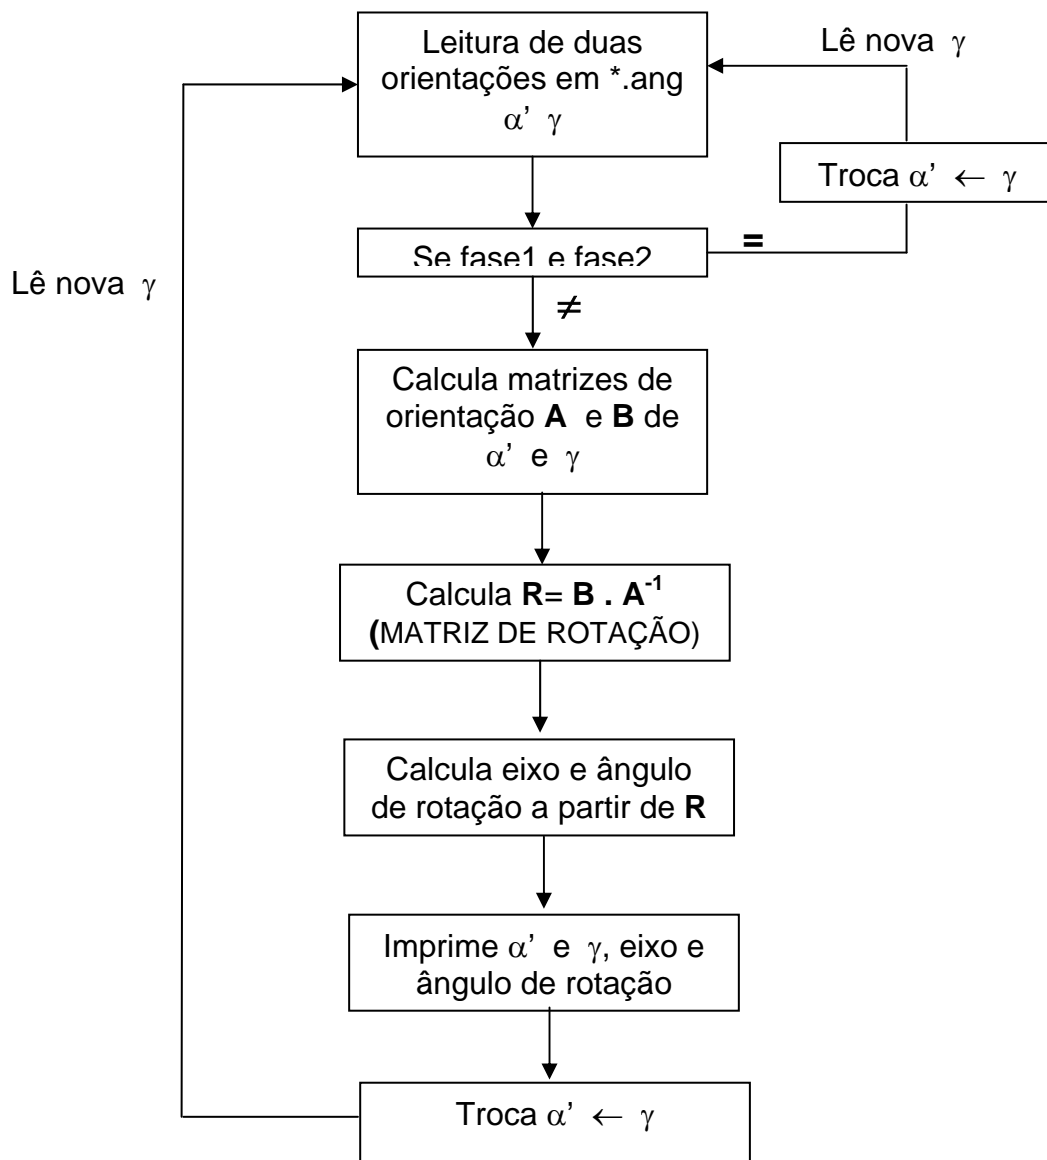 Leitura de duas
orientações em *.ang
α’ γ
Lê nova γ
Troca α’ ← γ
Se fase1 e fase2
=
Lê nova γ
≠
Calcula matrizes de
orientação A e B de
α’ e γ
Calcula R= B . A⁻¹
(MATRIZ DE ROTAÇÃO)
Calcula eixo e ângulo
de rotação a partir de R
Imprime α’ e γ, eixo e
ângulo de rotação
Troca α’ ← γ